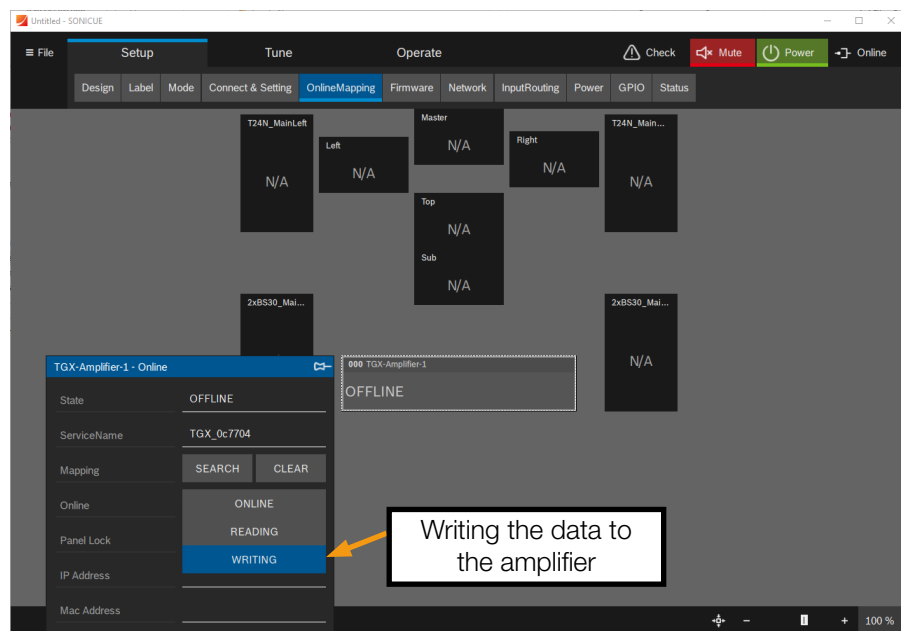 Untitled - SONICUE
File
Setup
Tune
Operate
Check
Mute
Power
Online
Design
Label
Mode
Connect & Setting
OnlineMapping
Firmware
Network
InputRouting
Power
GPIO
Status
T24N_MainLeft
N/A
Left
N/A
Master
N/A
Right
N/A
T24N_Main...
N/A
Top
N/A
Sub
N/A
2xBS30_Mai...
2xBS30_Mai...
N/A
000 TGX-Amplifier-1
OFFLINE
TGX-Amplifier-1 - Online
State OFFLINE
ServiceName TGX_0c7704
Mapping SEARCH CLEAR
Online ONLINE
READING
Panel Lock
WRITING
IP Address
Mac Address
Writing the data to
the amplifier
100 %